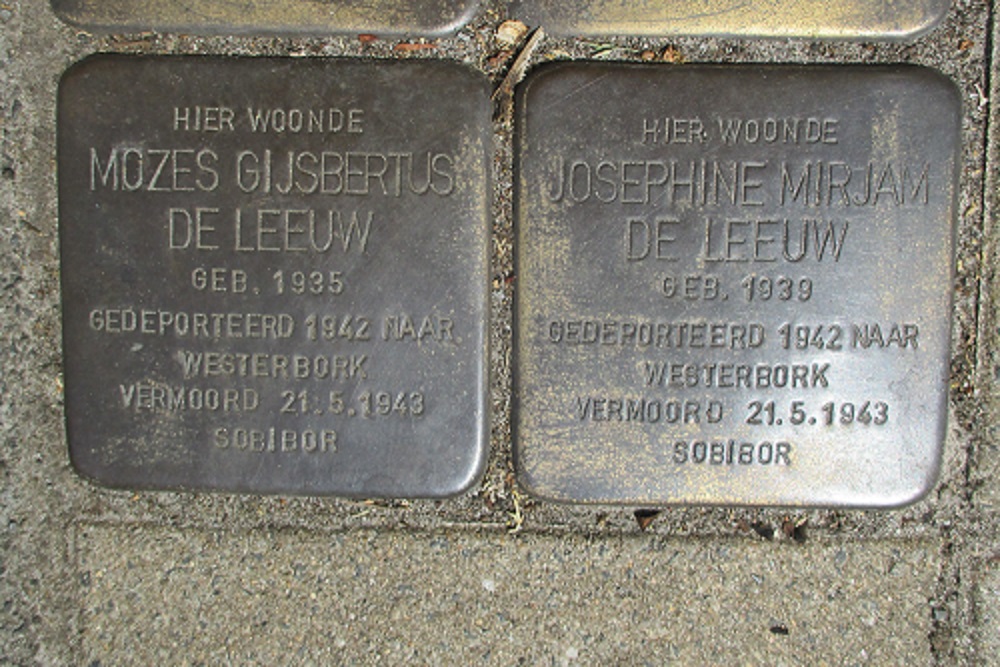 HIER WOONDE
MOZES GIJSBERTUS
DE LEEUW
GEB. 1935
GEDEPORTEERD 1942 NAAR
WESTERBORK
VERMOORD 21.5.1943
SOBIBOR
HIER WOONDE
JOSEPHINE MIRJAM
DE LEEUW
GEB. 1939
GEDEPORTEERD 1942 NAAR
WESTERBORK
VERMOORD 21.5.1943
SOBIBOR